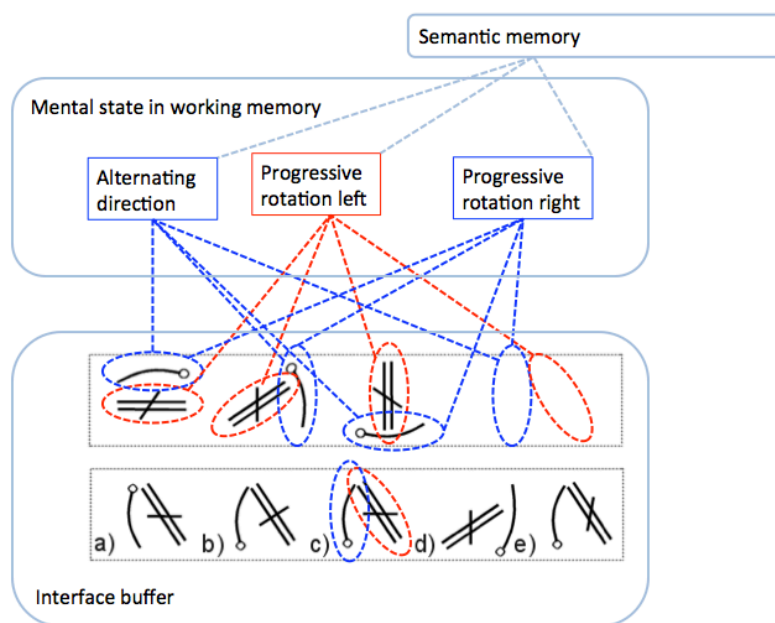 Semantic memory
Mental state in working memory
Alternating
direction
Progressive
rotation left
Progressive
rotation right
a) b) c) d) e)
Interface buffer